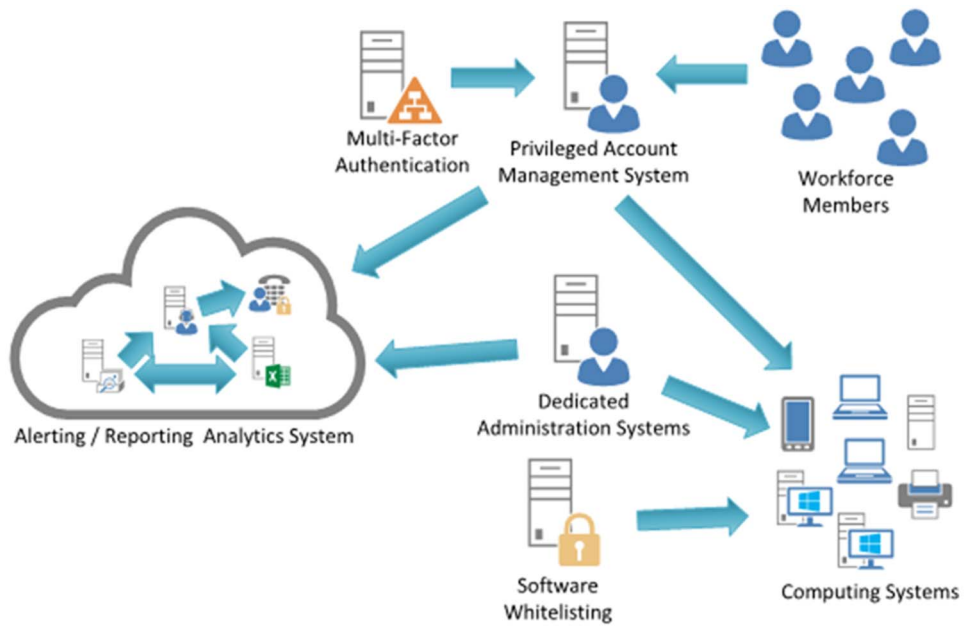 Multi-Factor
Authentication
Privileged Account
Management System
Workforce
Members
Alerting / Reporting Analytics System
Dedicated
Administration Systems
Software
Whitelisting
Computing Systems